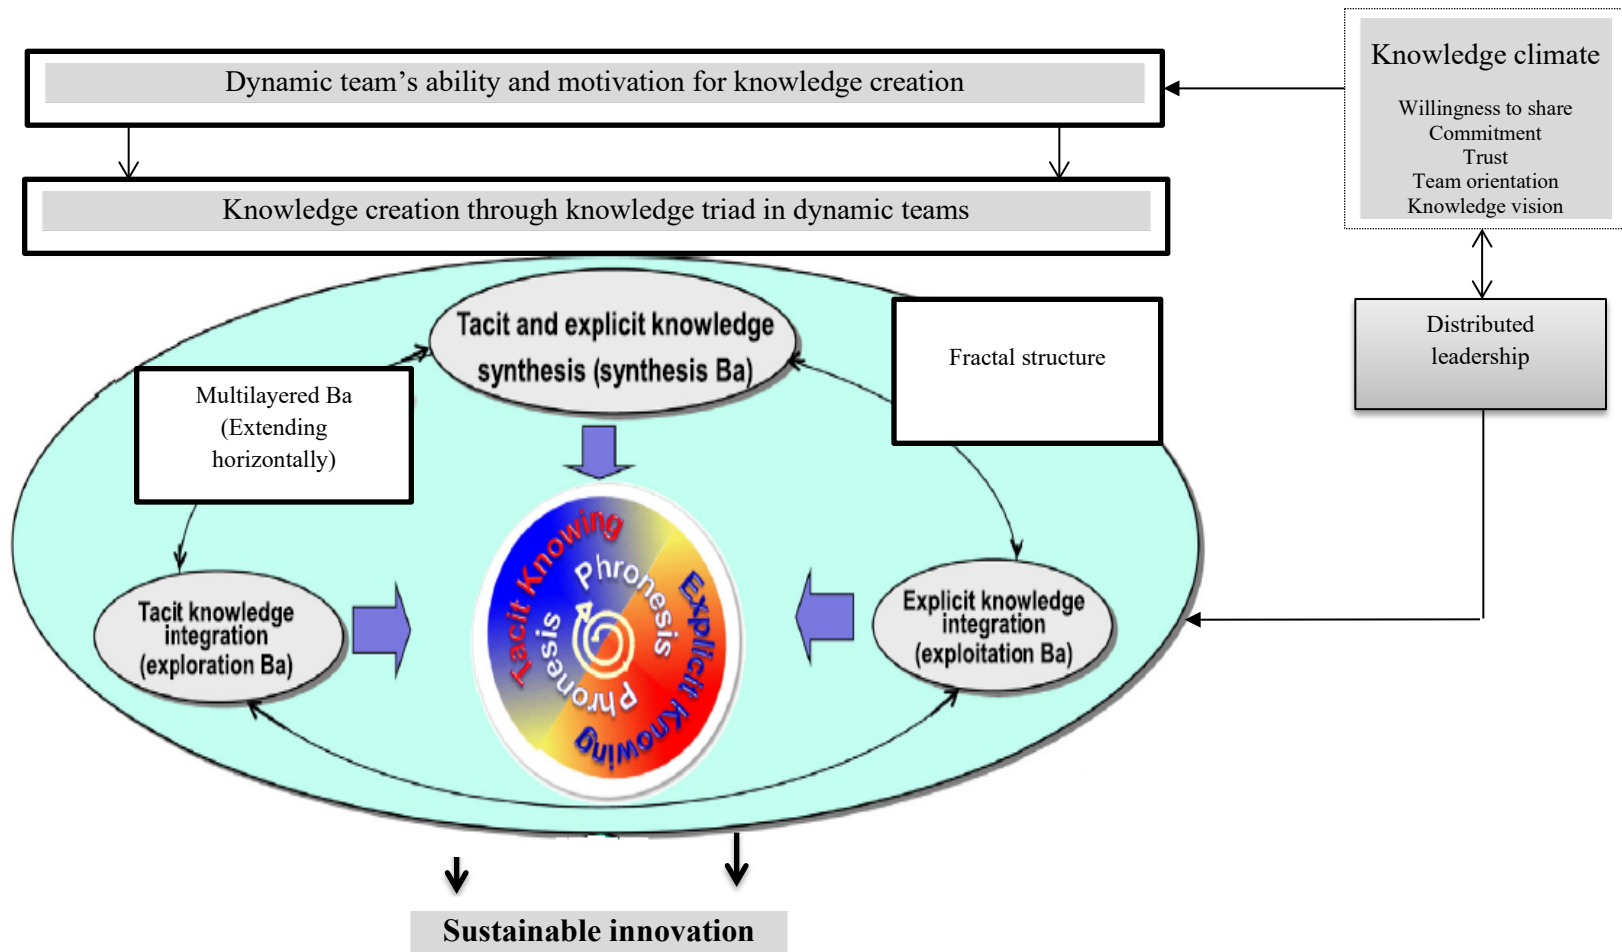 Dynamic team’s ability and motivation for knowledge creation
Knowledge climate
Willingness to share
Commitment
Trust
Team orientation
Knowledge vision
Knowledge creation through knowledge triad in dynamic teams
Tacit and explicit knowledge
synthesis (synthesis Ba)
Fractal structure
Distributed
leadership
Multilayered Ba
(Extending
horizontally)
Tacit Knowing
Phronesis
Explicit Knowing
Phronesis
Phronesis
Tacit knowledge
integration
(exploration Ba)
Explicit knowledge
integration
(exploitation Ba)
Sustainable innovation